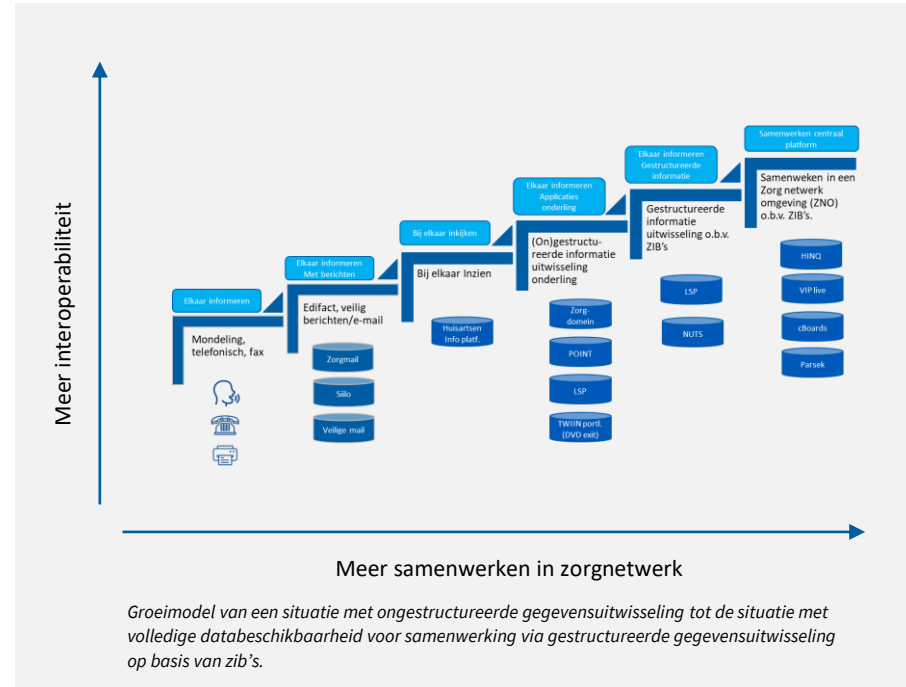 Meer interoperabiliteit
Elkaar informeren
Mondeling,
telefonisch, fax
Elkaar informeren
Met berichten
Edifact, veilig
berichten/e-mail
Zorgmail
Siilo
Veilige mail
Bij elkaar inkijken
Bij elkaar Inzien
Huisartsen
Info platf.
Elkaar informeren
Applicaties
onderling
(On)gestructu-
reerde informatie
uitwisseling
onderling
Zorg-
domein
POINT
LSP
TWIIN portl.
(DVD exit)
Elkaar informeren
Gestructureerde
informatie
Gestructureerde
informatie
uitwisseling o.b.v.
ZIB's
LSP
NUTS
Samenwerken centraal
platform
Samenweken in een
Zorg netwerk
omgeving (ZNO)
o.b.v. ZIB's.
HINQ
VIP live
cBoards
Parsek
Meer samenwerken in zorgnetwerk
Groeimodel van een situatie met ongestructureerde gegevensuitwisseling tot de situatie met
volledige databeschikbaarheid voor samenwerking via gestructureerde gegevensuitwisseling
op basis van zib's.